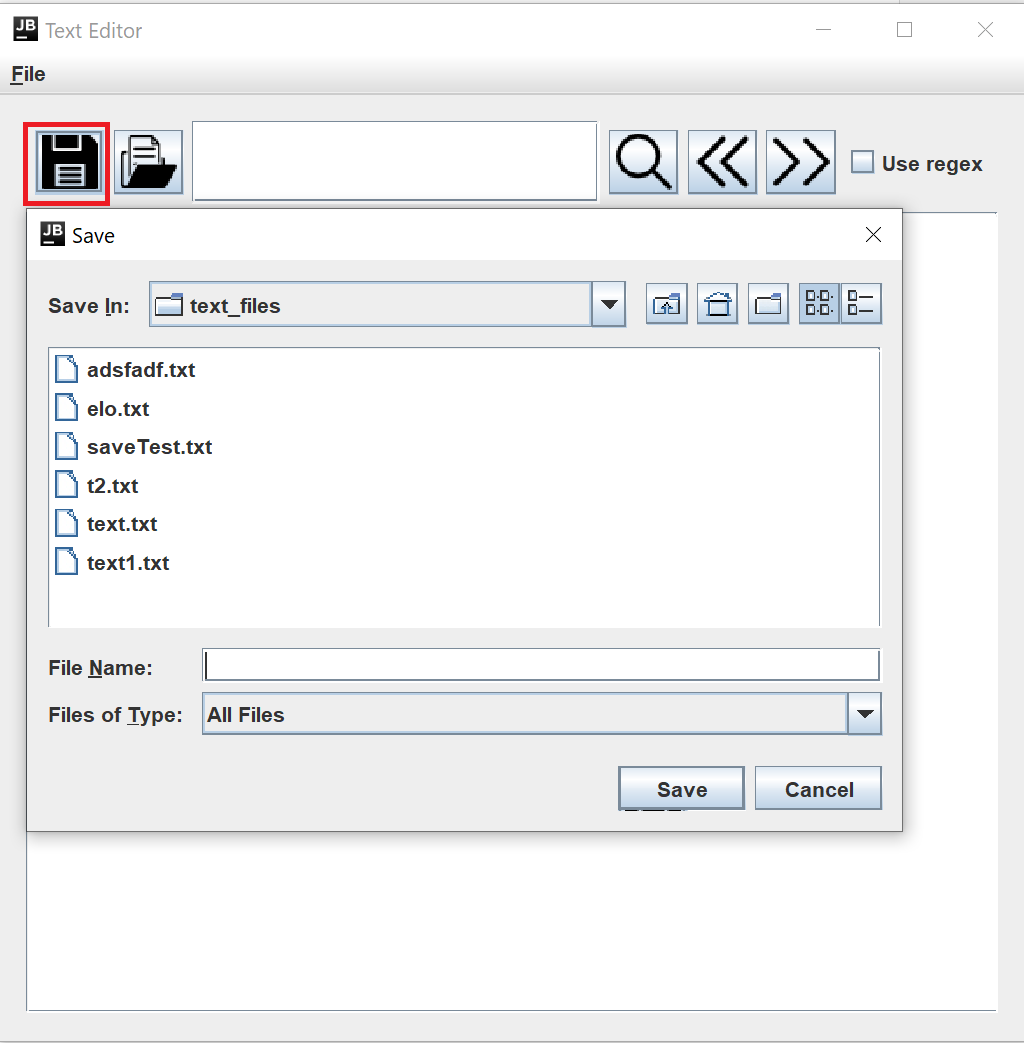 JB Text Editor
File
Use regex
JB Save
Save In: text_files
adsfadf.txt
elo.txt
saveTest.txt
t2.txt
text.txt
text1.txt
File Name:
Files of Type: All Files
Save Cancel